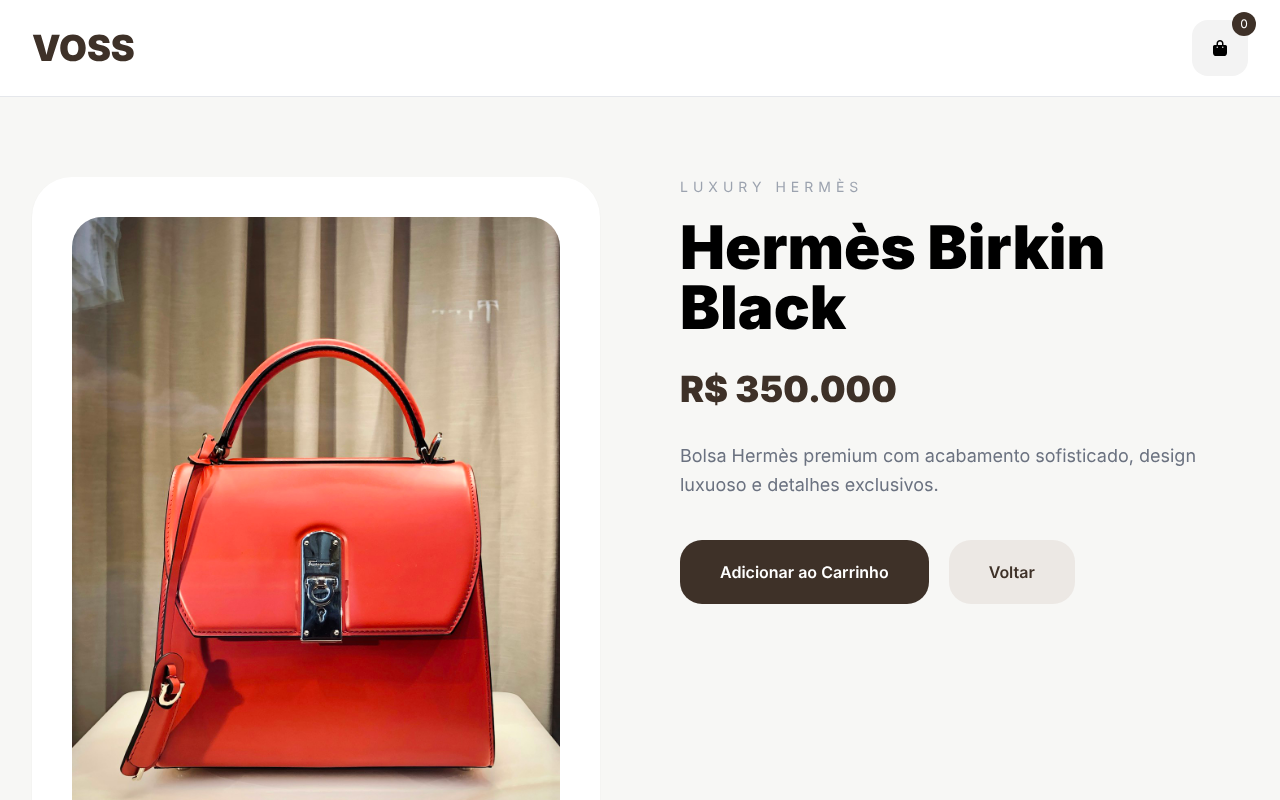 VOSS
0
LUXURY HERMÈS
Hermès Birkin
Black
R$ 350.000
Bolsa Hermès premium com acabamento sofisticado, design
luxuoso e detalhes exclusivos.
Adicionar ao Carrinho
Voltar